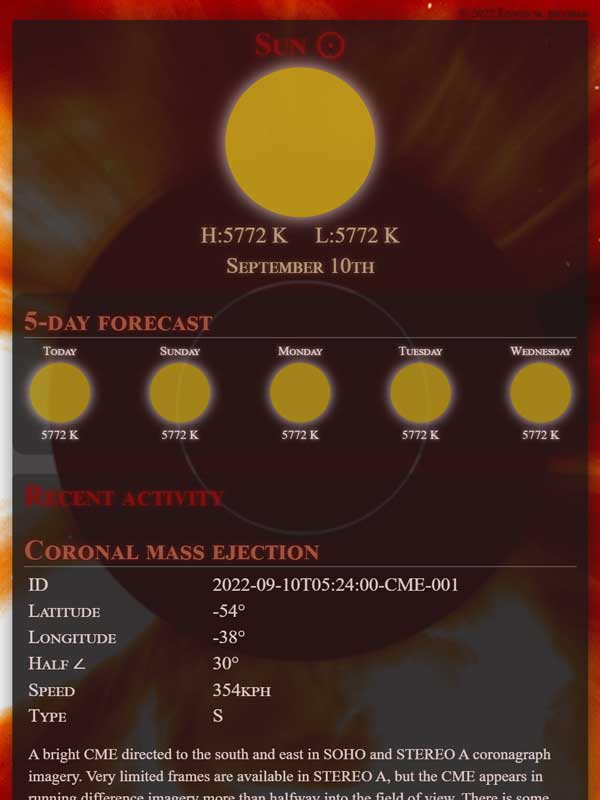 Sun ☉
H:5772 K L:5772 K
September 10th
5-day forecast
Today Sunday Monday Tuesday Wednesday
5772 K 5772 K 5772 K 5772 K 5772 K
Recent activity
Coronal mass ejection
ID 2022-09-10T05:24:00-CME-001
Latitude -54°
Longitude -38°
Half ∠ 30°
Speed 354kph
Type S
A bright CME directed to the south and east in SOHO and STEREO A coronagraph
imagery. Very limited frames are available in STEREO A, but the CME appears in
running difference imagery more than halfway into the field of view. There is some